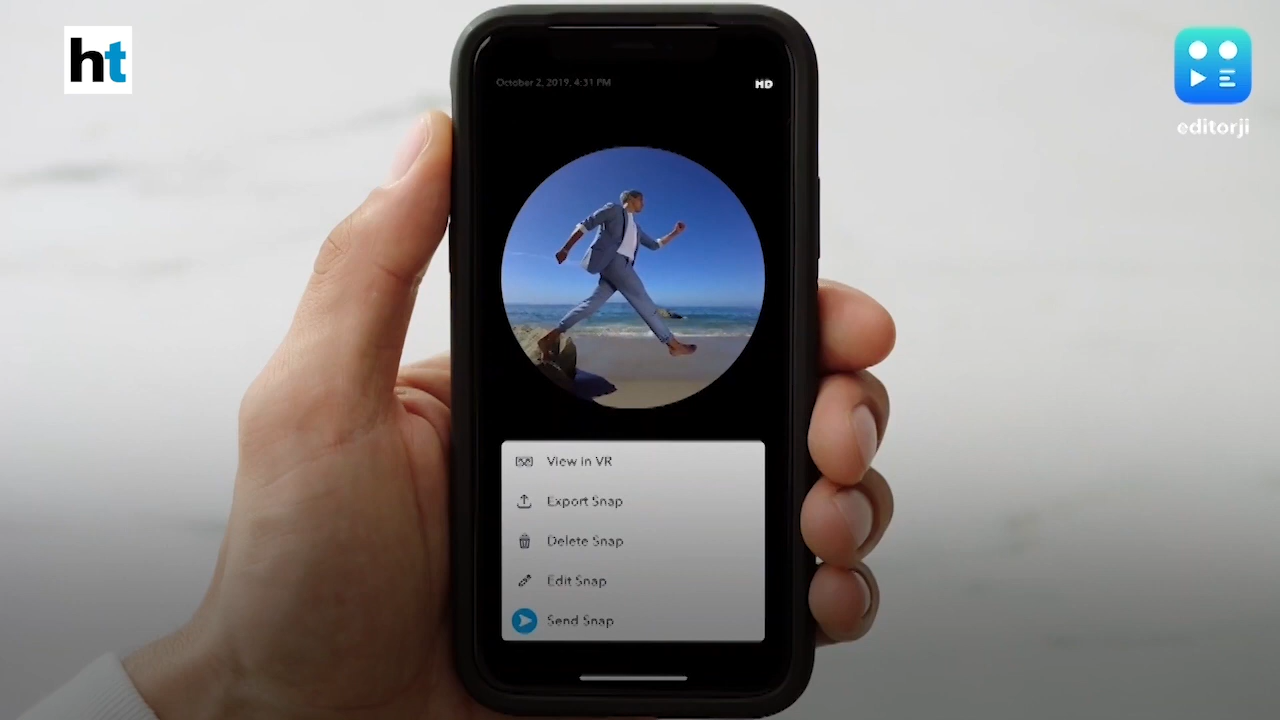 ht
editorji
October 2, 2019, 4:31 PM
HD
View in VR
Export Snap
Delete Snap
Edit Snap
Send Snap